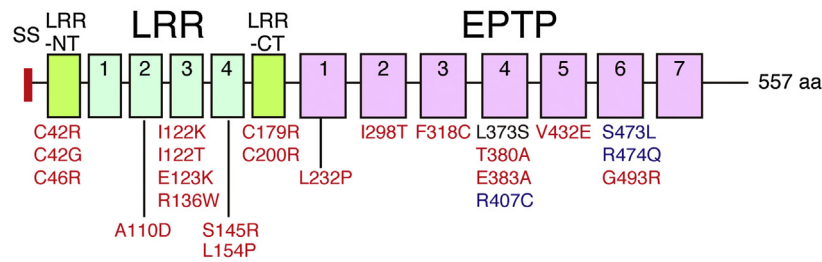 SS
LRR
-NT
LRR
LRR
-CT
EPTP
1
2
3
4
1
2
3
4
5
6
7
557 aa
C42R
C42G
C46R
A110D
I122K
I122T
E123K
R136W
S145R
L154P
C179R
C200R
L232P
I298T
F318C
L373S
T380A
E383A
R407C
V432E
S473L
R474Q
G493R